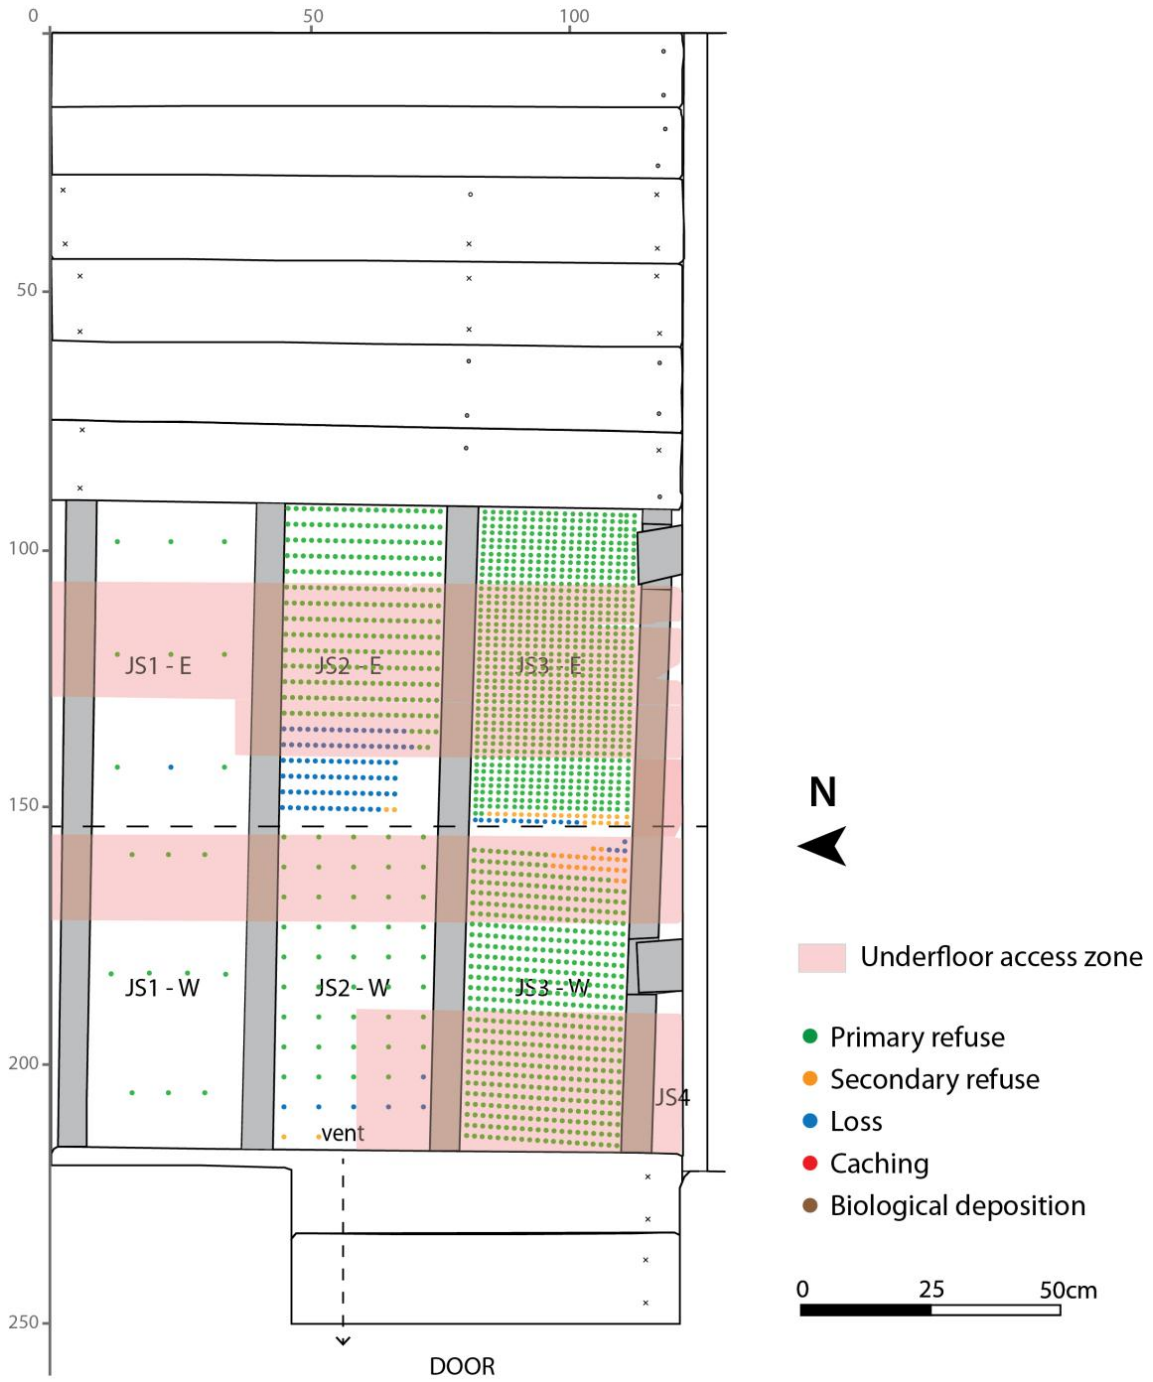 0 50 100
50
100
JS1 - E JS2 - E JS3 - E
150
N
Underfloor access zone
JS1 - W JS2 - W JS3 - W
Primary refuse
200
Secondary refuse
JS4
Loss
vent
Caching
Biological deposition
0 25 50cm
250
DOOR